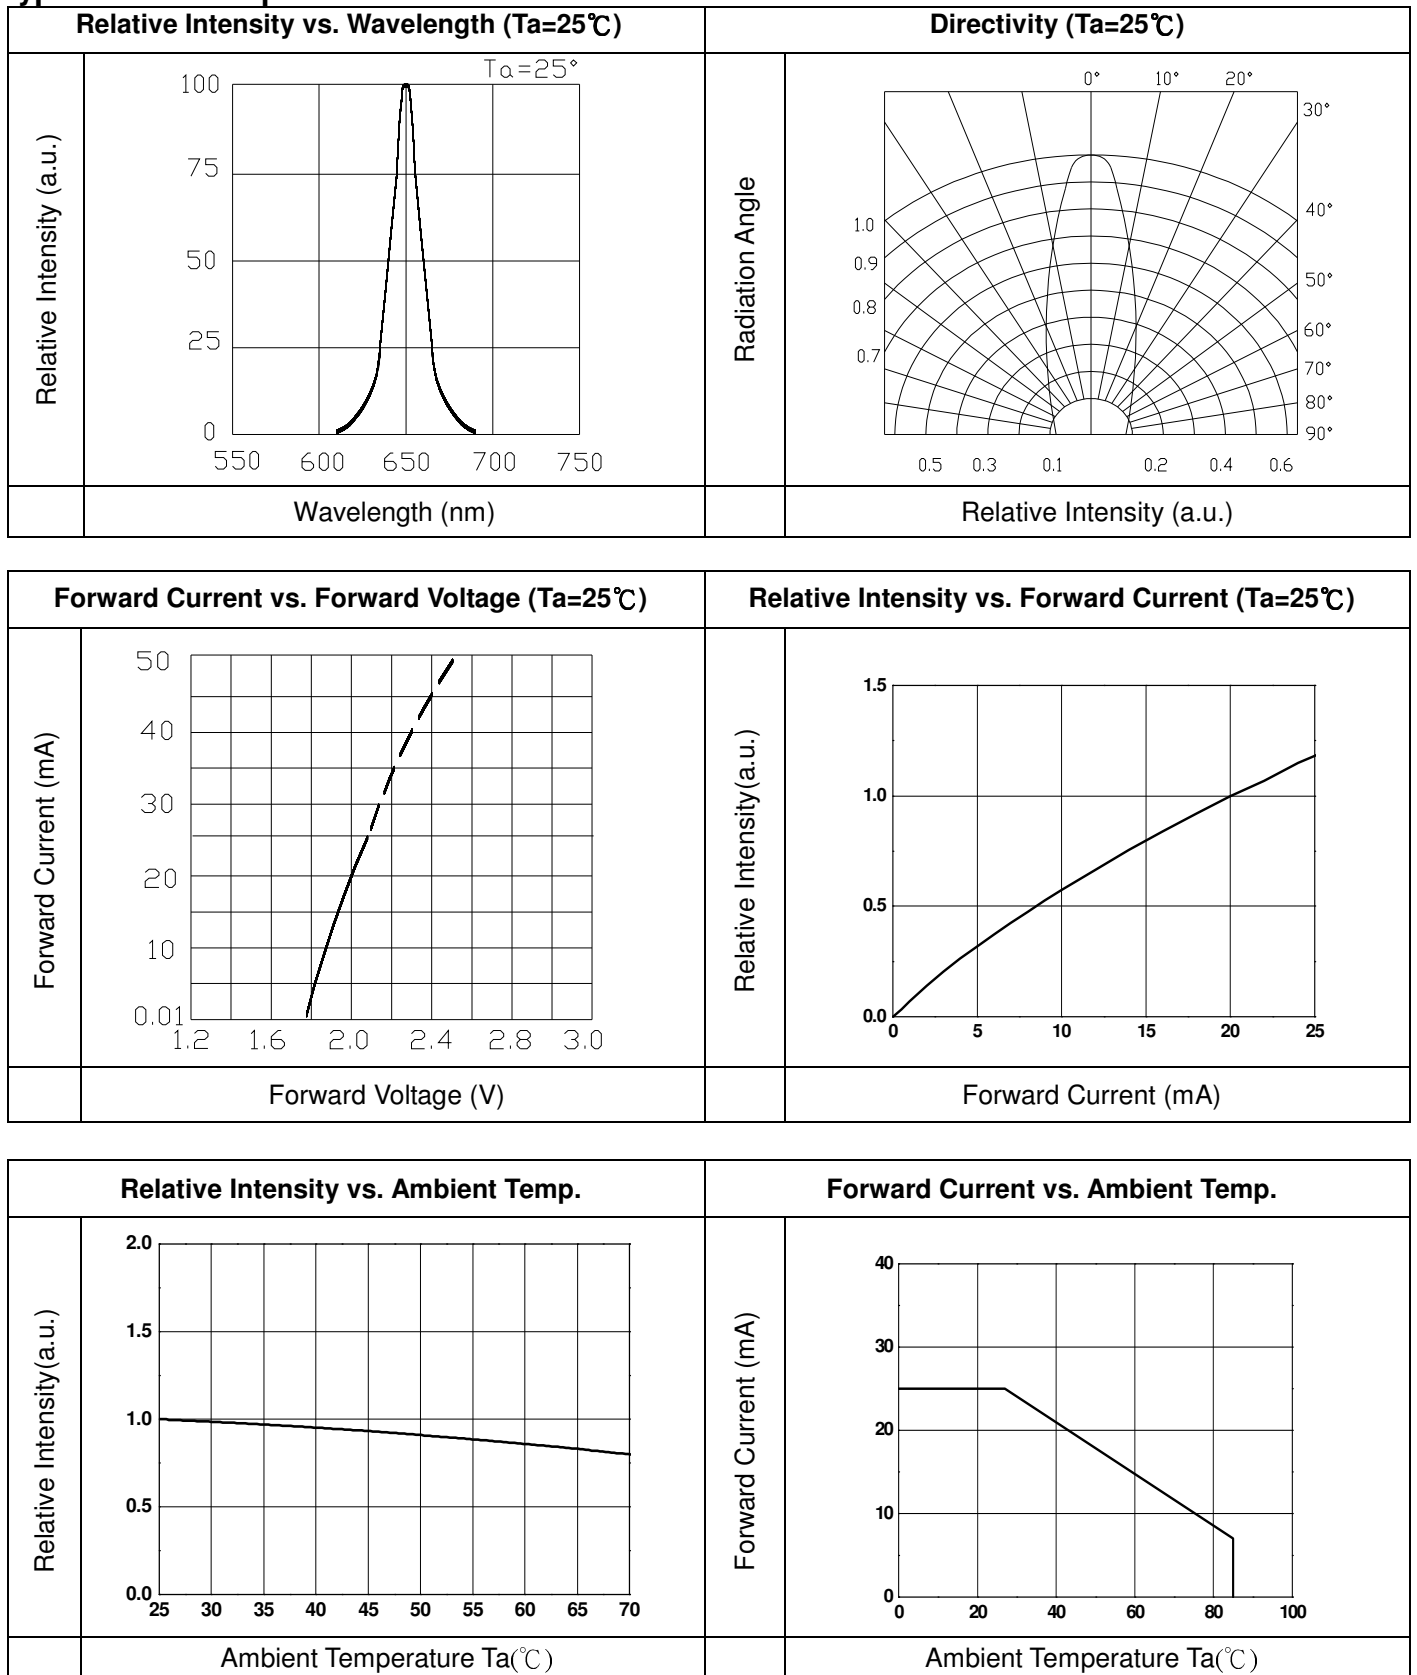 Relative Intensity vs. Wavelength (Ta=25℃)
Directivity (Ta=25℃)
Relative Intensity (a.u.)
Ta=25°
100
75
50
25
0
550 600 650 700 750
Wavelength (nm)
Radiation Angle
0° 10° 20°
30°
40°
50°
60°
70°
80°
90°
1.0
0.9
0.8
0.7
0.5 0.3 0.1 0.2 0.4 0.6
Relative Intensity (a.u.)
Forward Current vs. Forward Voltage (Ta=25℃)
Relative Intensity vs. Forward Current (Ta=25℃)
Forward Current (mA)
50
40
30
20
10
0.01
1.2 1.6 2.0 2.4 2.8 3.0
Forward Voltage (V)
Relative Intensity(a.u.)
1.5
1.0
0.5
0.0
0 5 10 15 20 25
Forward Current (mA)
Relative Intensity vs. Ambient Temp.
Forward Current vs. Ambient Temp.
Relative Intensity(a.u.)
2.0
1.5
1.0
0.5
0.0
25 30 35 40 45 50 55 60 65 70
Ambient Temperature Ta(℃)
Forward Current (mA)
40
30
20
10
0
0 20 40 60 80 100
Ambient Temperature Ta(℃)